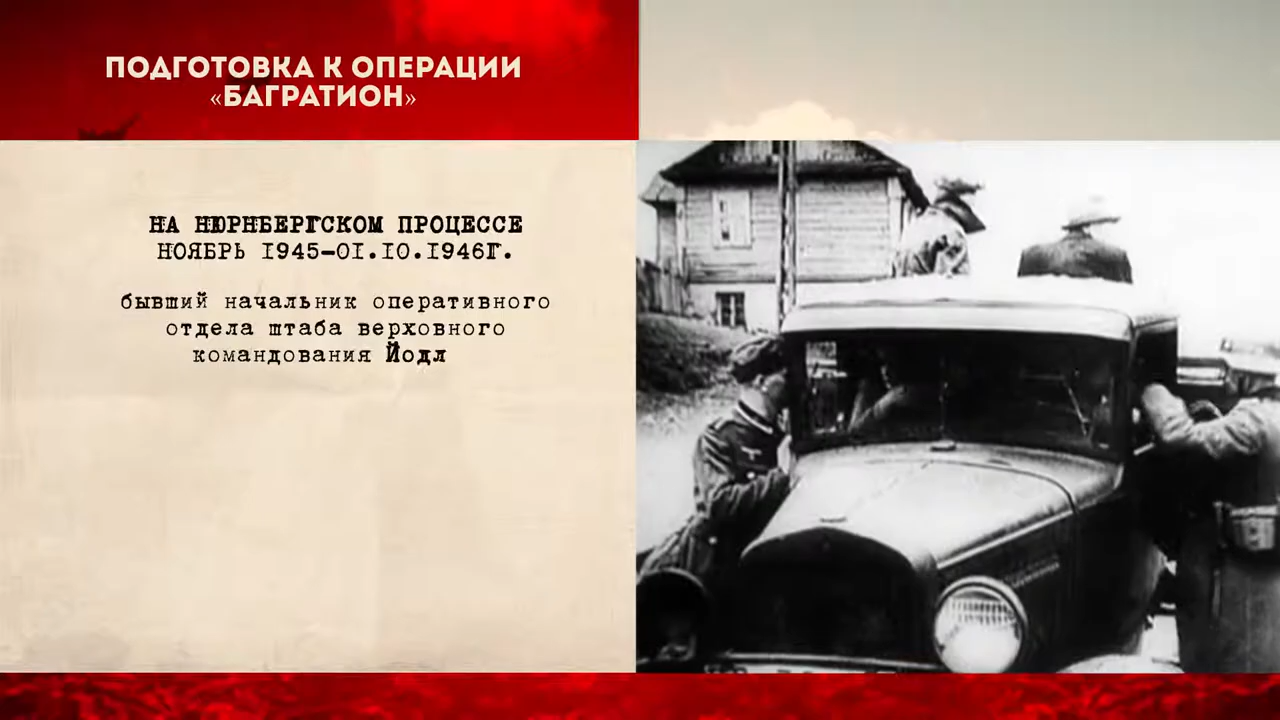 ПОДГОТОВКА К ОПЕРАЦИИ
«БАГРАТИОН»
НА НЮРНБЕРГСКОМ ПРОЦЕССЕ
НОЯБРЬ 1945-01.10.1946Г.
бывший начальник оперативного
отдела штаба верховного
командования Йодл